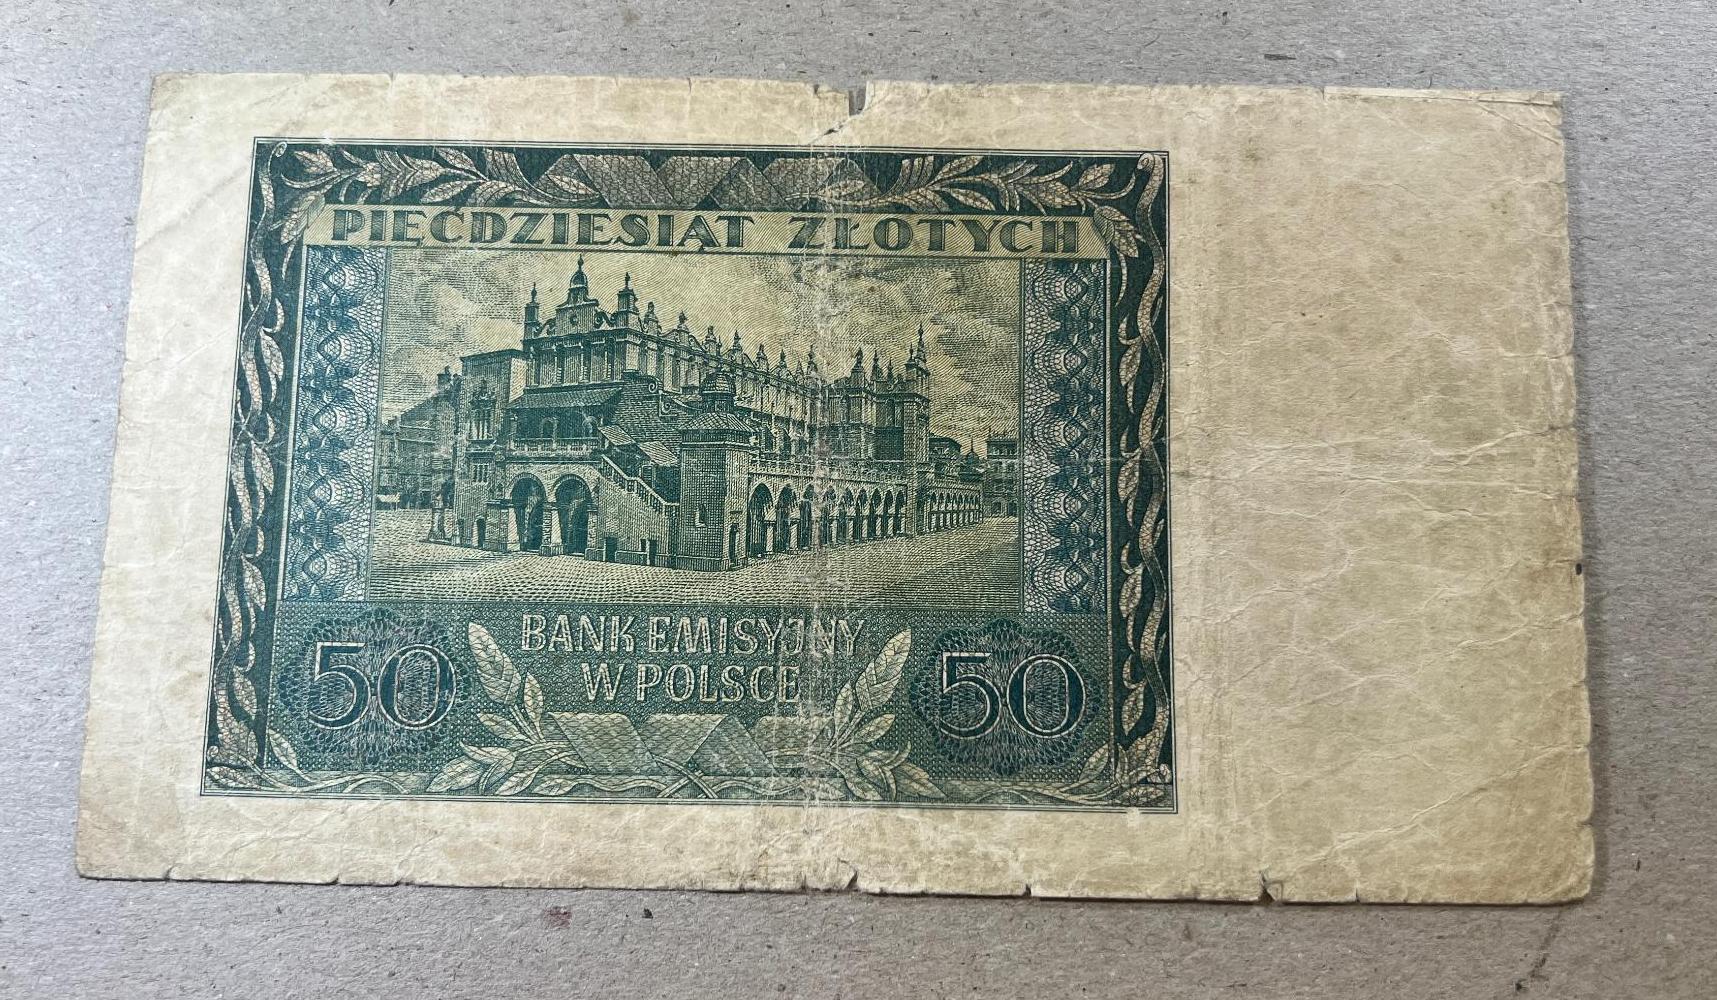 PIĘĆDZIESIĄT ZŁOTYCH
BANK EMISYJNY
W POLSCE
50 50